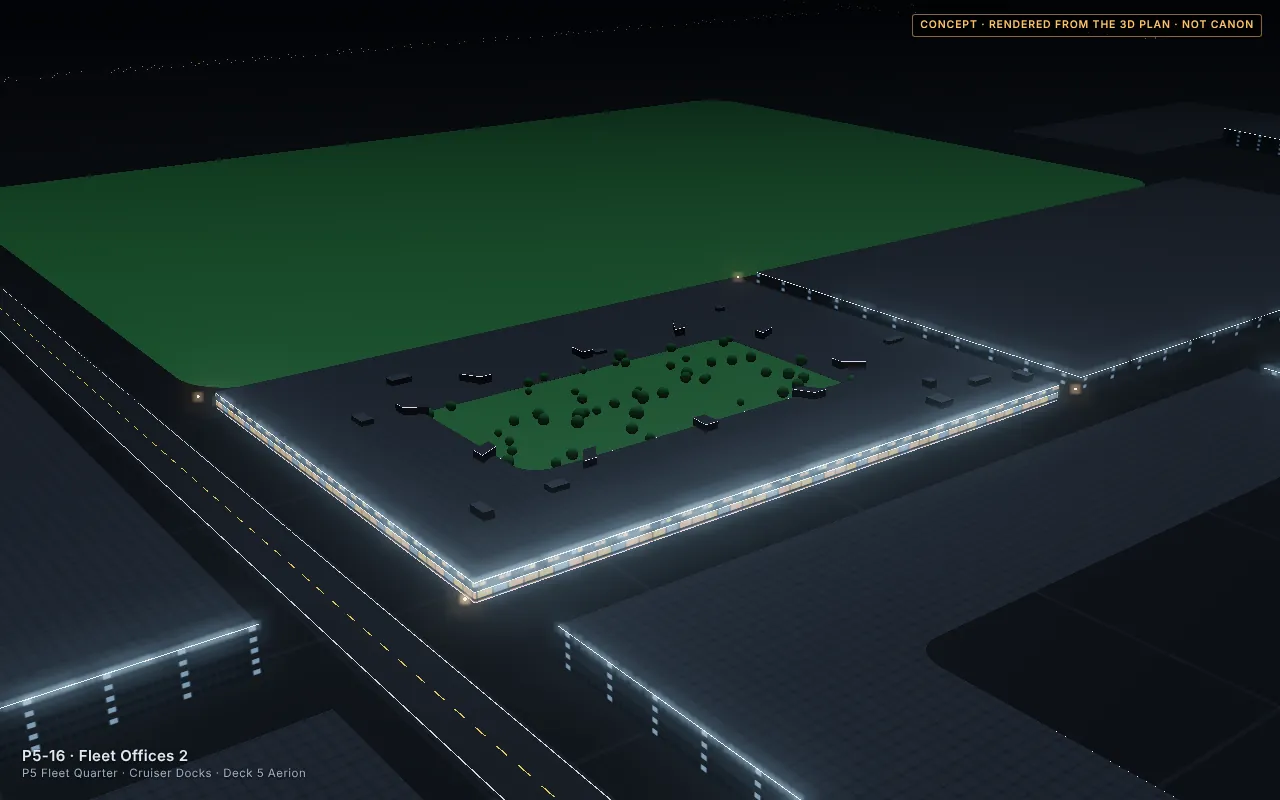 CONCEPT · RENDERED FROM THE 3D PLAN · NOT CANON
P5-16 · Fleet Offices 2
P5 Fleet Quarter · Cruiser Docks · Deck 5 Aerion